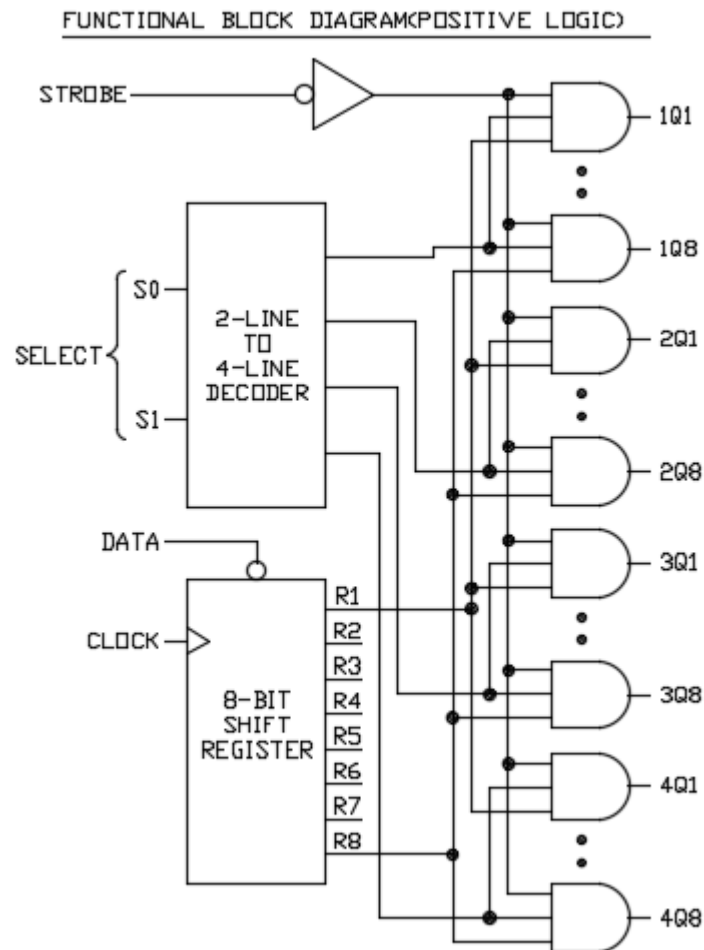 FUNCTIONAL BLOCK DIAGRAM(POSITIVE LOGIC)
STROBE
1Q1
1Q8
S0
2-LINE
TO
4-LINE
DECODER
SELECT
S1
2Q1
2Q8
DATA
3Q1
CLOCK
R1
R2
R3
R4
R5
R6
R7
R8
8-BIT
SHIFT
REGISTER
3Q8
4Q1
4Q8